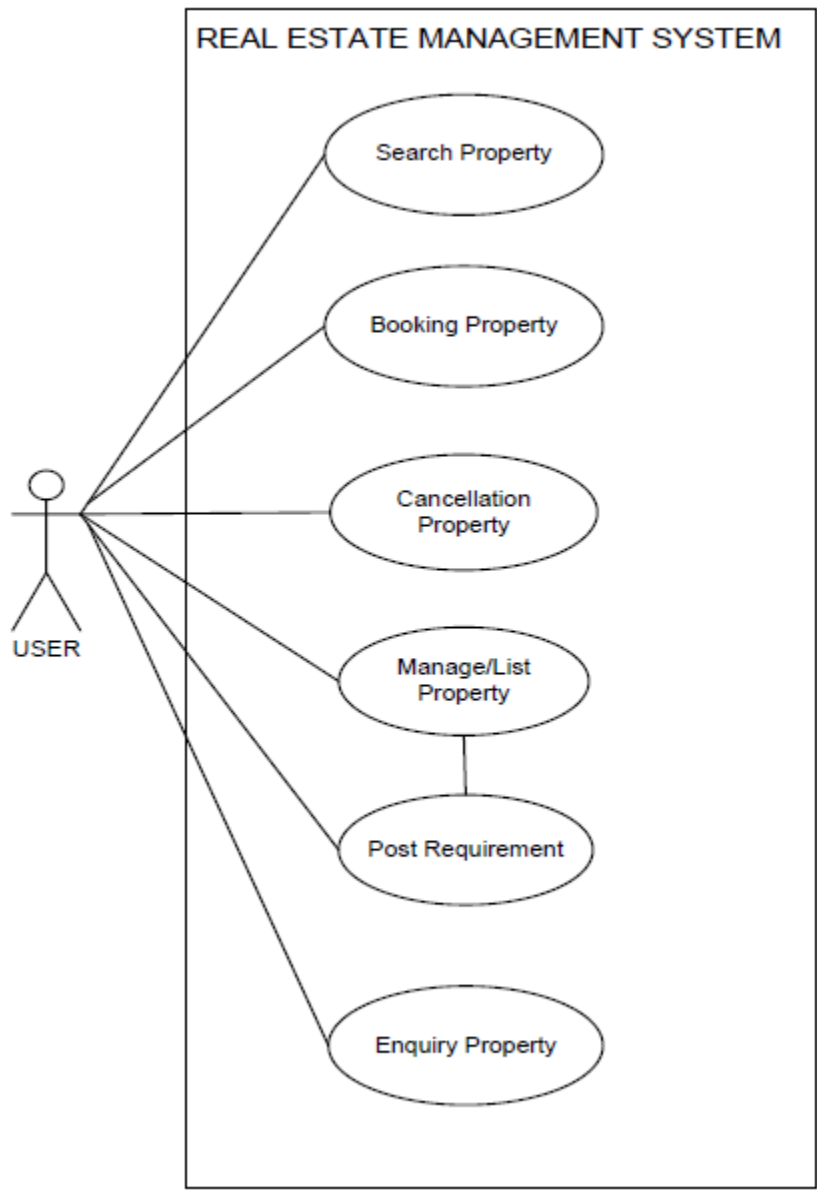 REAL ESTATE MANAGEMENT SYSTEM
Search Property
Booking Property
Cancellation
Property
USER
Manage/List
Property
Post Requirement
Enquiry Property